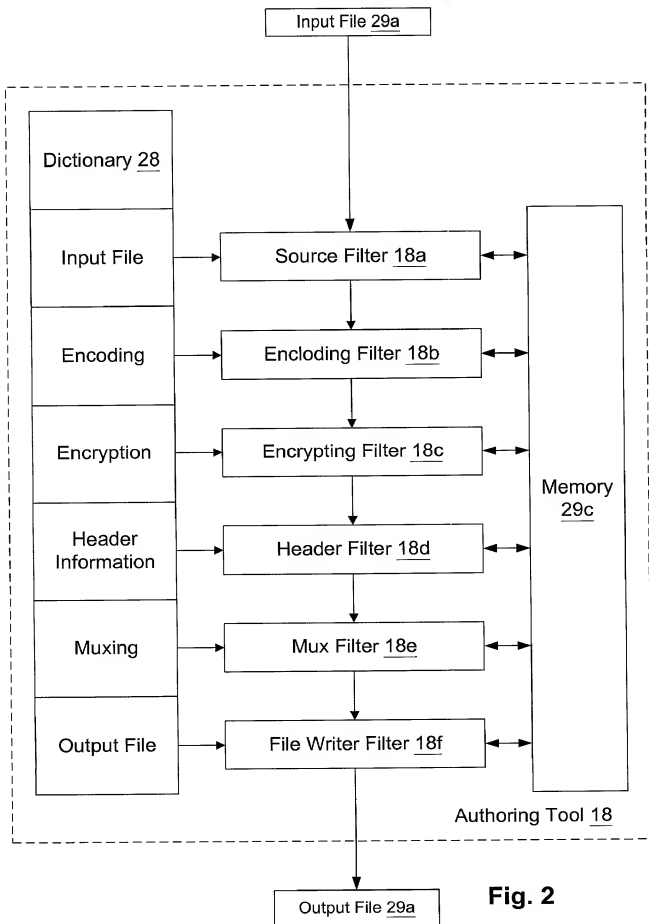 Input File 29a
Dictionary 28
Input File
Source Filter 18a
Encoding
Encloding Filter 18b
Encryption
Encrypting Filter 18c
Memory
29c
Header
Information
Header Filter 18d
Muxing
Mux Filter 18e
Output File
File Writer Filter 18f
Authoring Tool 18
Output File 29a
Fig. 2